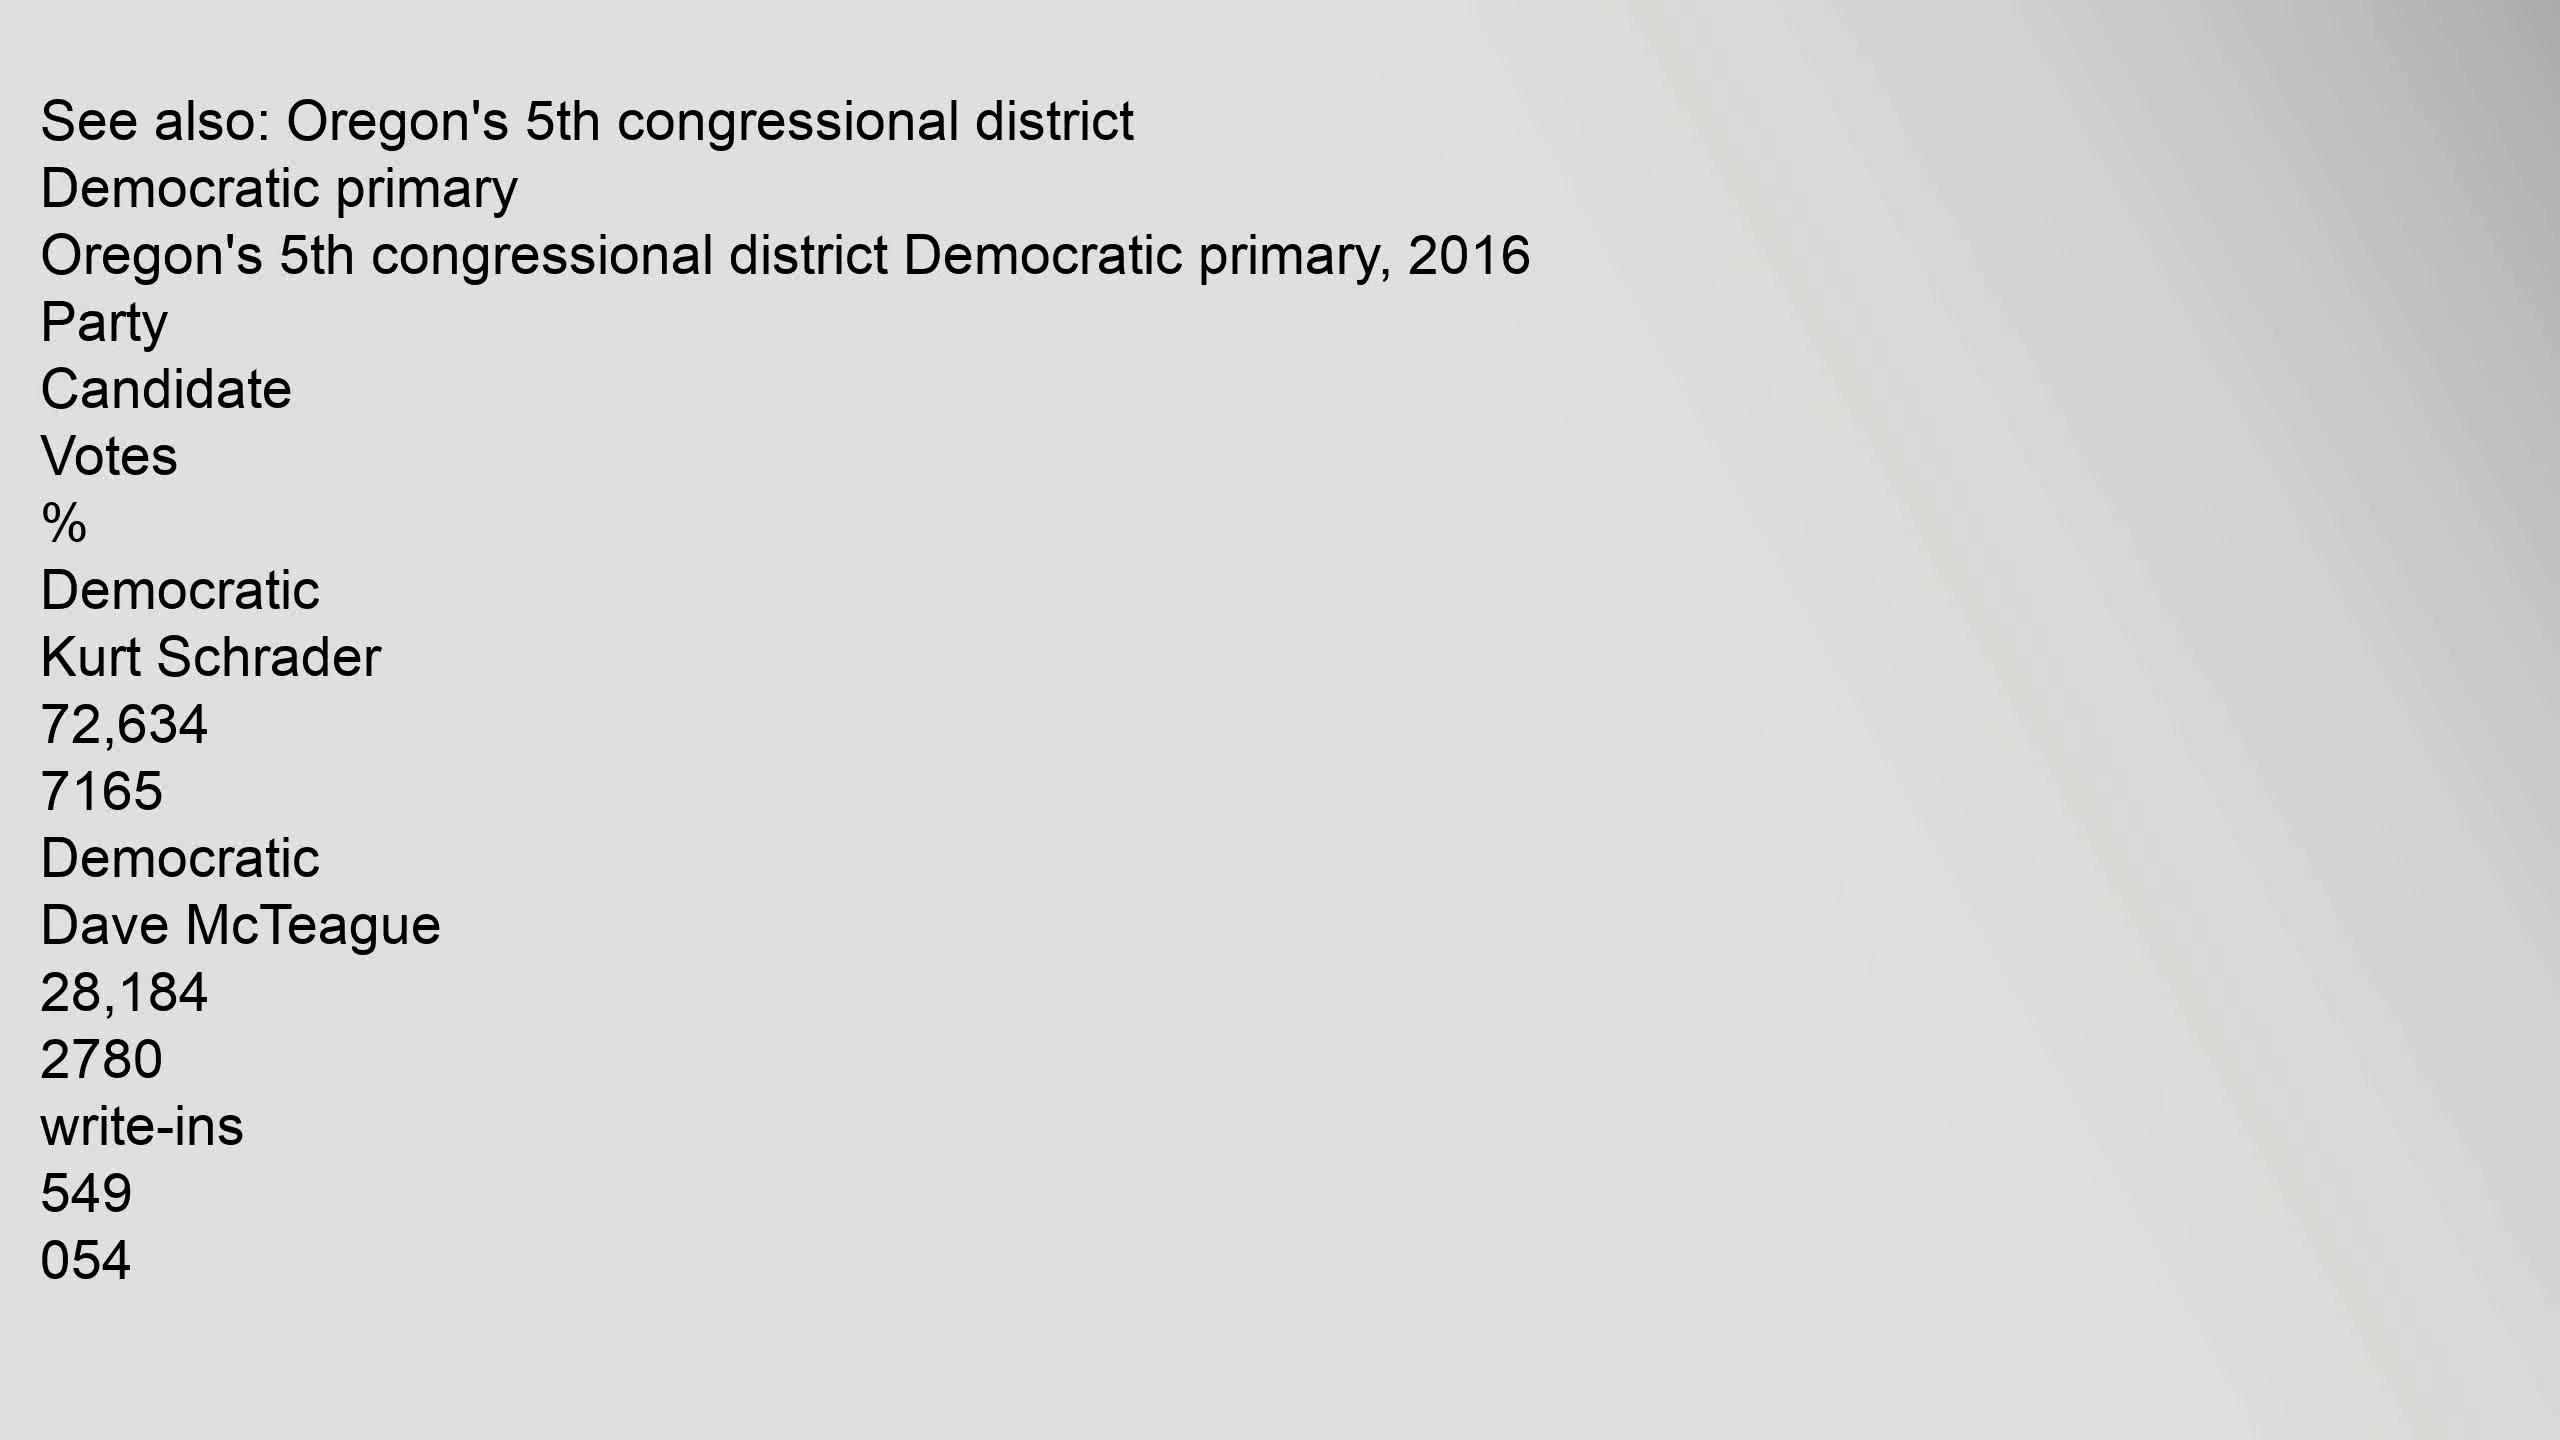 See also: Oregon's 5th congressional district
Democratic primary
Oregon's 5th congressional district Democratic primary, 2016
Party
Candidate
Votes
%
Democratic
Kurt Schrader
72,634
7165
Democratic
Dave McTeague
28,184
2780
write-ins
549
054